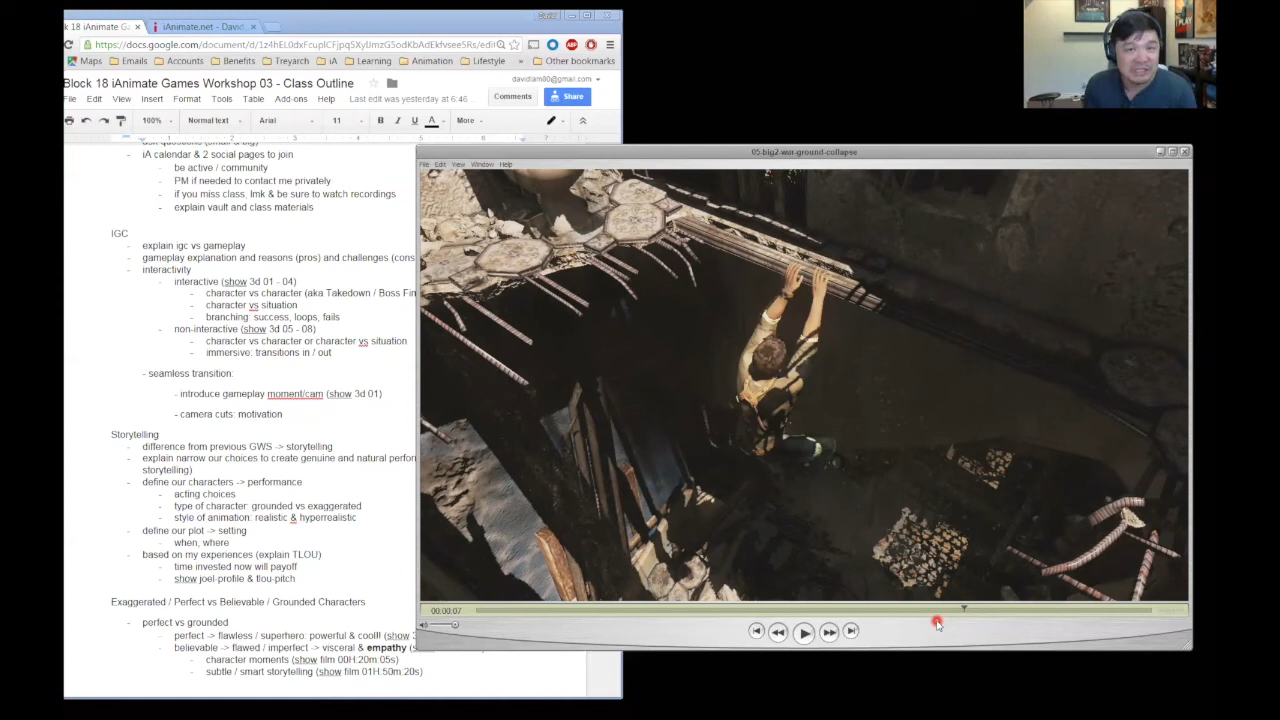 k 18 iAnimate Ga
iAnimate.net - David
https://docs.google.com/document/d/
Maps Emails Accounts Benefits Treyarch iA Learning Animation Lifestyle » Other bookmarks
Block 18 iAnimate Games Workshop 03 - Class Outline
davidlam80@gmail.com
File Edit View Insert Format Tools Table Add-ons Help Last edit was yesterday at 6:46
Comments Share
100% Normal text Arial 11 B I U A More
1 2 3 4 5 6 7
- iA calendar & 2 social pages to join
- be active / community
- PM if needed to contact me privately
- if you miss class, lmk & be sure to watch recordings
- explain vault and class materials
IGC
- explain igc vs gameplay
- gameplay explanation and reasons (pros) and challenges (cons
- interactivity
- interactive (show 3d 01 - 04)
- character vs character (aka Takedown / Boss Fin
- character vs situation
- branching: success, loops, fails
- non-interactive (show 3d 05 - 08)
- character vs character or character vs situation
- immersive: transitions in / out
- seamless transition:
- introduce gameplay moment/cam (show 3d 01)
- camera cuts: motivation
Storytelling
- difference from previous GWS -> storytelling
- explain narrow our choices to create genuine and natural perfor
storytelling)
- define our characters -> performance
- acting choices
- type of character: grounded vs exaggerated
- style of animation: realistic & hyperrealistic
- define our plot -> setting
- when, where
- based on my experiences (explain TLOU)
- time invested now will payoff
- show joel-profile & tlou-pitch
Exaggerated / Perfect vs Believable / Grounded Characters
- perfect vs grounded
- perfect -> flawless / superhero: powerful & cool!! (show 3
- believable -> flawed / imperfect -> visceral & empathy (s
- character moments (show film 00H:20m:05s)
- subtle / smart storytelling (show film 01H:50m:20s)
05-big2-wur-ground-collapse
File Edit View Window Help
00:00:07